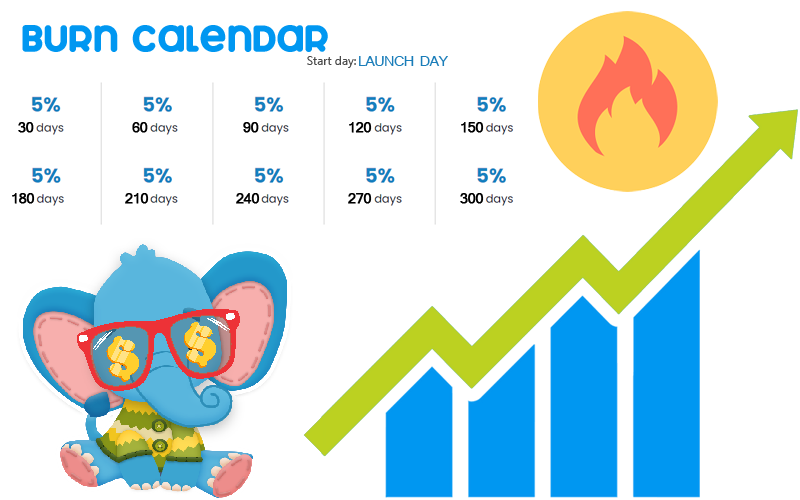 Burn Calendar
Start day: LAUNCH DAY
5% 5% 5% 5% 5%
30 days 60 days 90 days 120 days 150 days
5% 5% 5% 5% 5%
180 days 210 days 240 days 270 days 300 days
$ $